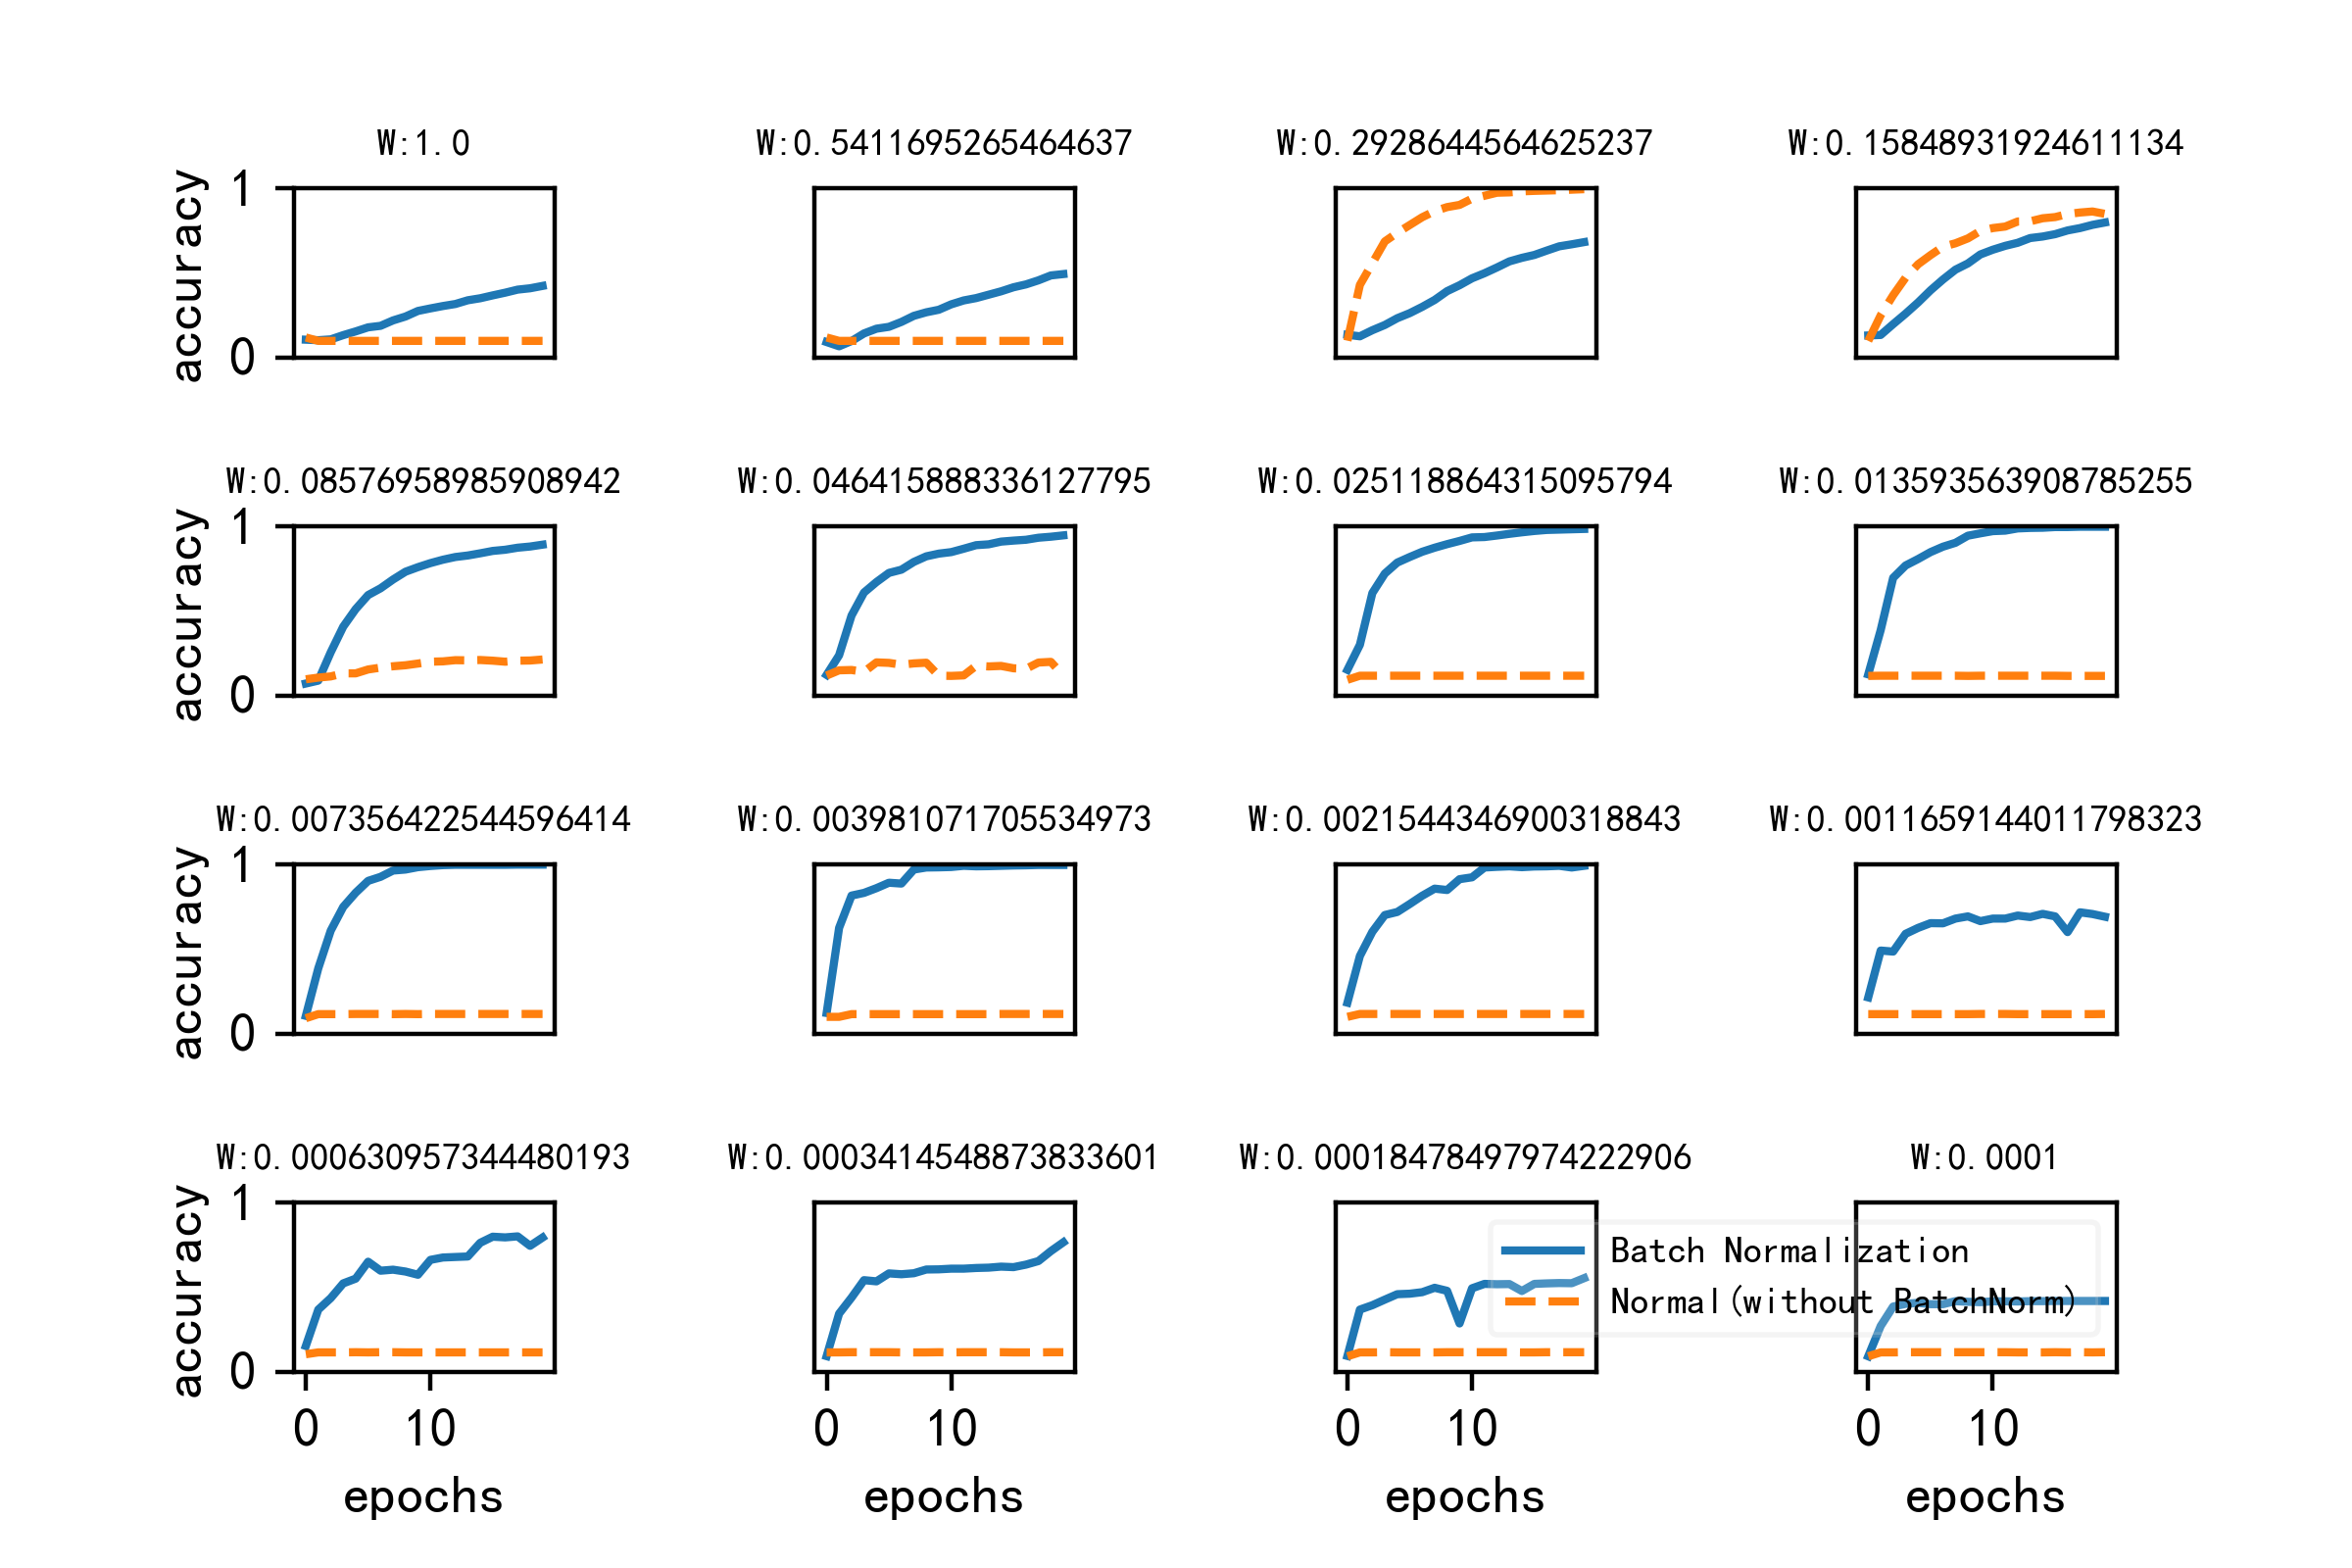 W:1.0
W:0.5411695265464637
W:0.2928644564625237
W:0.15848931924611134
accuracy
1
0
W:0.08576958985908942
W:0.046415888336127795
W:0.025118864315095794
W:0.013593563908785255
accuracy
1
0
W:0.007356422544596414
W:0.003981071705534973
W:0.0021544346900318843
W:0.0011659144011798323
accuracy
1
0
W:0.000630957344480193
W:0.00034145488738336​01
W:0.00018478497974222906
W:0.0001
accuracy
1
0
Batch Normalization
Normal(without BatchNorm)
0 10
0 10
0 10
0 10
epochs
epochs
epochs
epochs